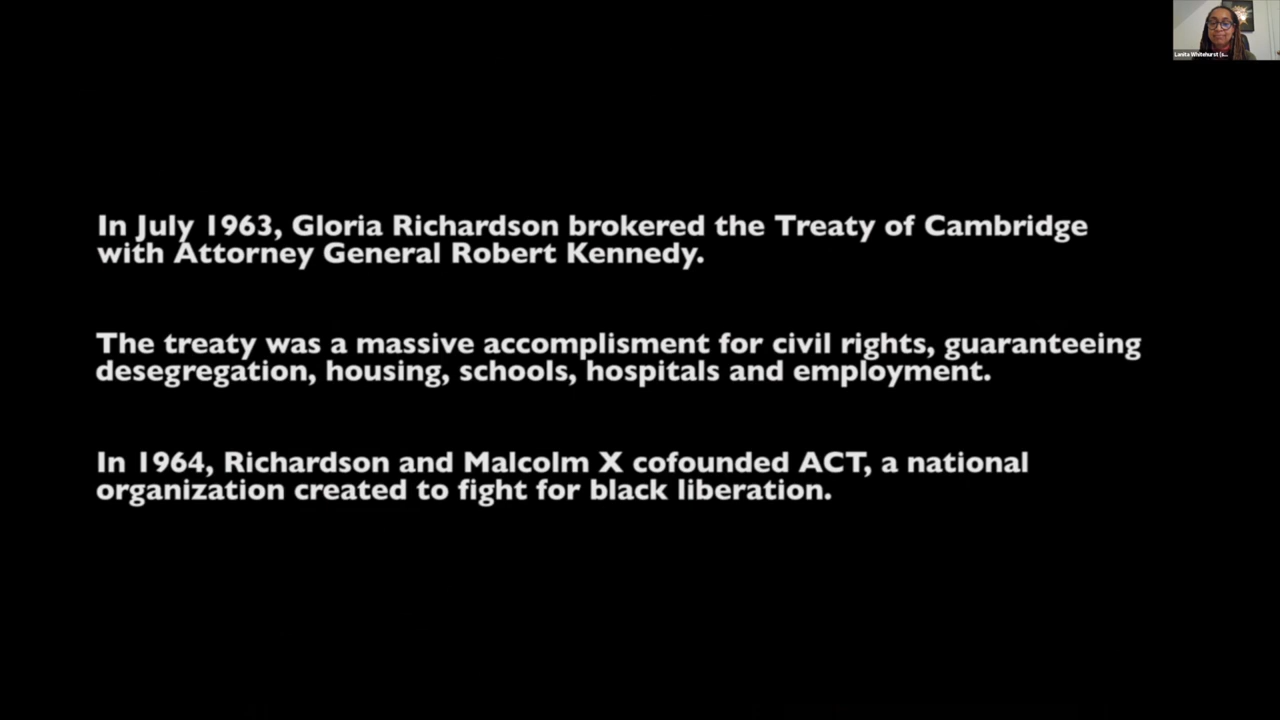 Lanita Whitehurst (s...
In July 1963, Gloria Richardson brokered the Treaty of Cambridge
with Attorney General Robert Kennedy.
The treaty was a massive accomplisment for civil rights, guaranteeing
desegregation, housing, schools, hospitals and employment.
In 1964, Richardson and Malcolm X cofounded ACT, a national
organization created to fight for black liberation.